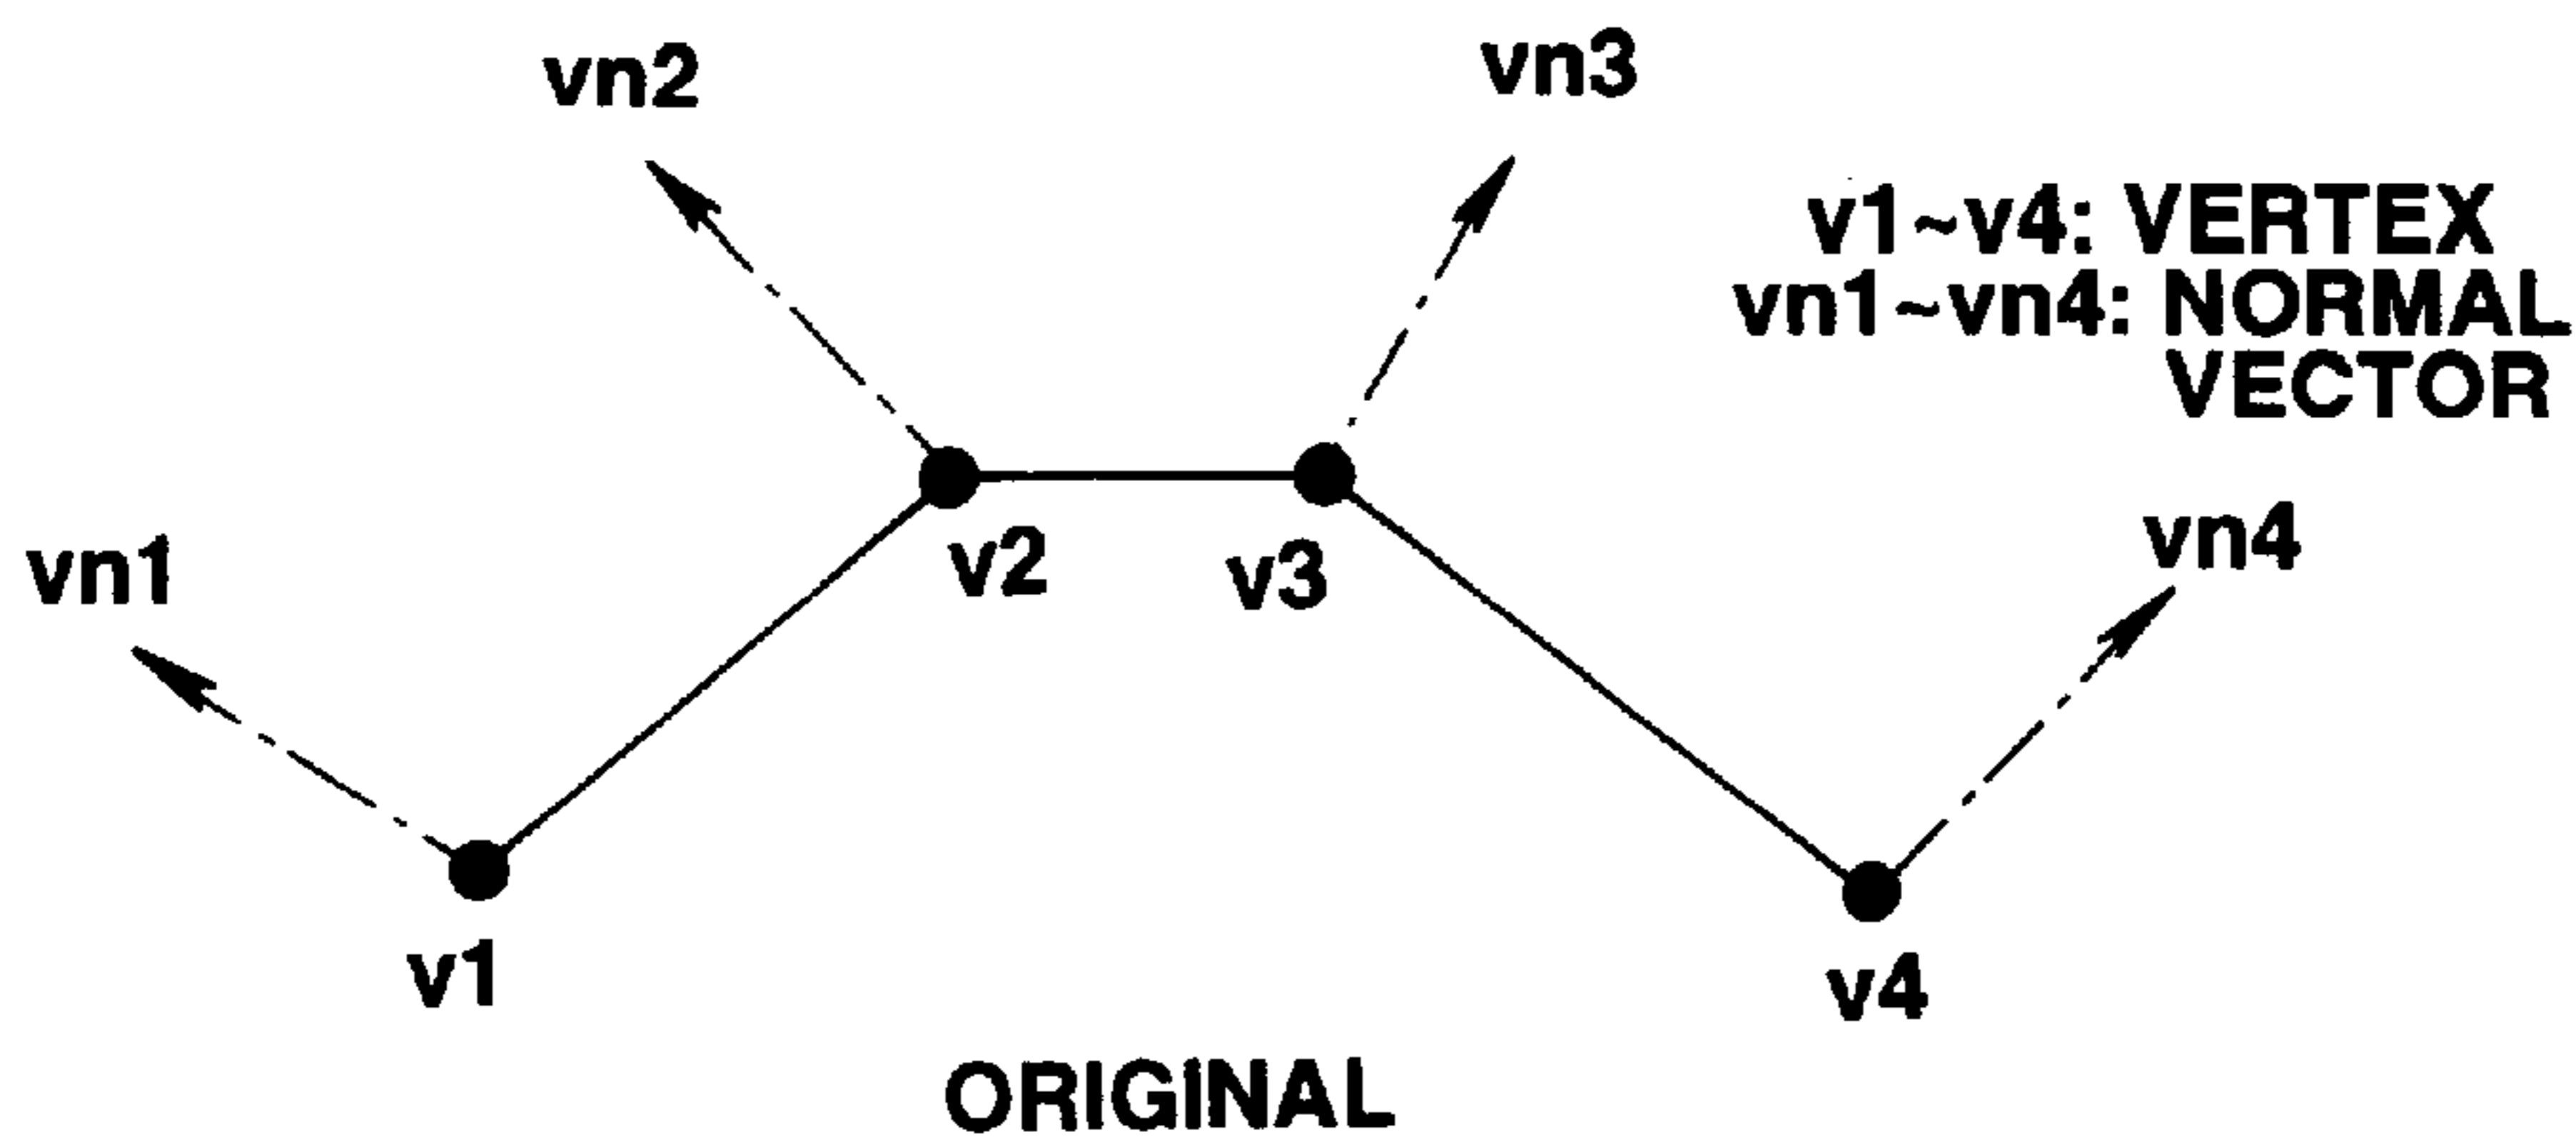 vn2
vn3
v1~v4: VERTEX
vn1~vn4: NORMAL
VECTOR
vn1
v2
v3
vn4
v1
v4
ORIGINAL